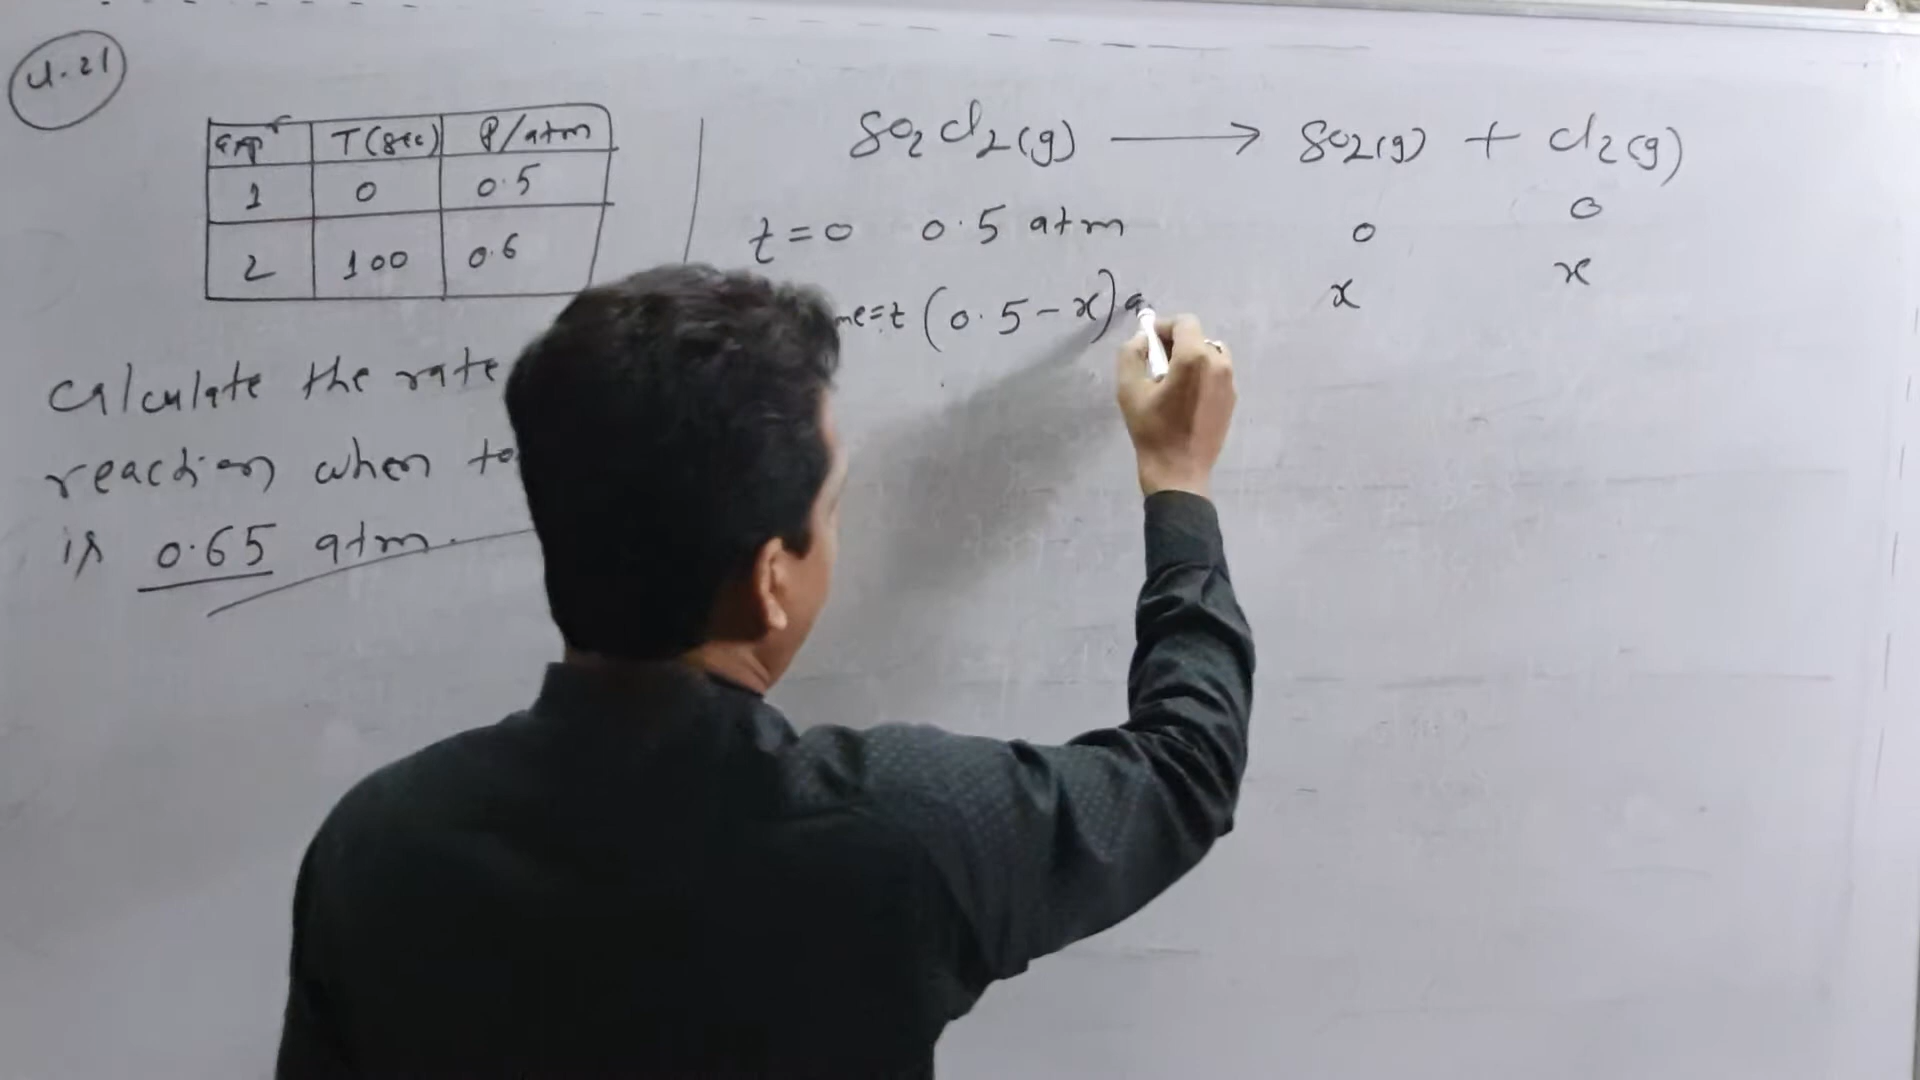 4.21
Expt T(sec) P/atm
1 0 0.5
2 100 0.6
Calculate the rate
reaction when
is 0.65 atm.
SO2Cl2(g) ⟶ SO2(g) + Cl2(g)
t=0 0.5 atm 0 0
=t (0.5-x) x x